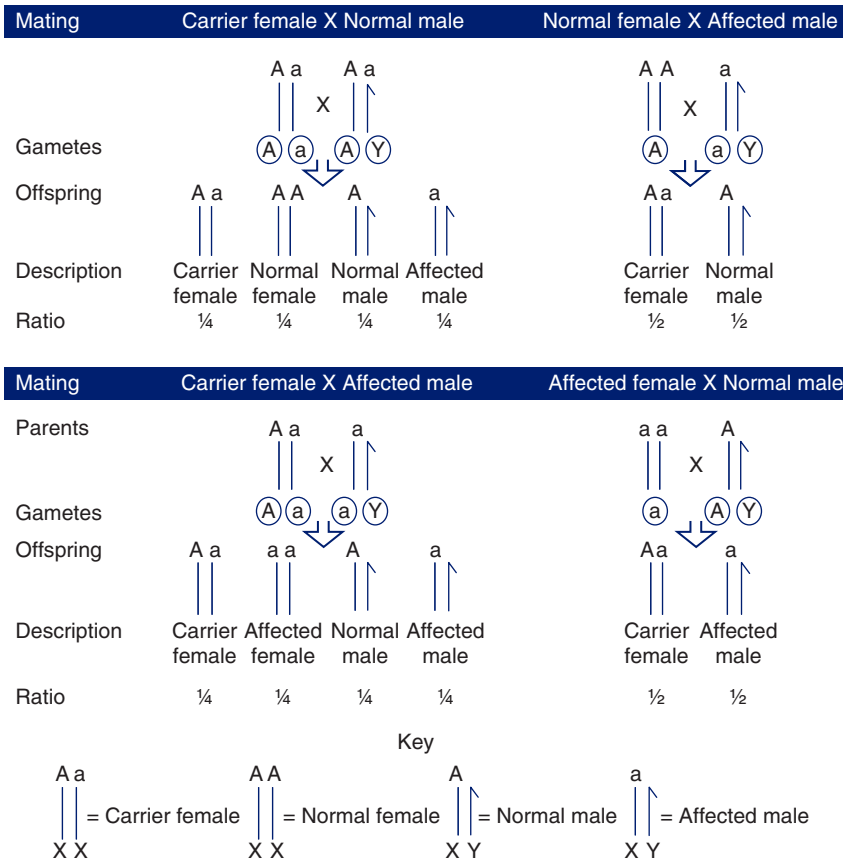 Mating Carrier female X Normal male Normal female X Affected male
A a A a A A a
X X
Gametes A a A Y A a Y
Offspring A a A A A a A a A
Description Carrier Normal Normal Affected Carrier Normal
female female male male female male
Ratio ¼ ¼ ¼ ¼ ½ ½
Mating Carrier female X Affected male Affected female X Normal male
Parents A a a a a A
X X
Gametes A a a Y a A Y
Offspring A a a a A a A a a
Description Carrier Affected Normal Affected Carrier Affected
female female male male female male
Ratio ¼ ¼ ¼ ¼ ½ ½
Key
A a A A A a
= Carrier female = Normal female = Normal male = Affected male
X X X X X Y X Y